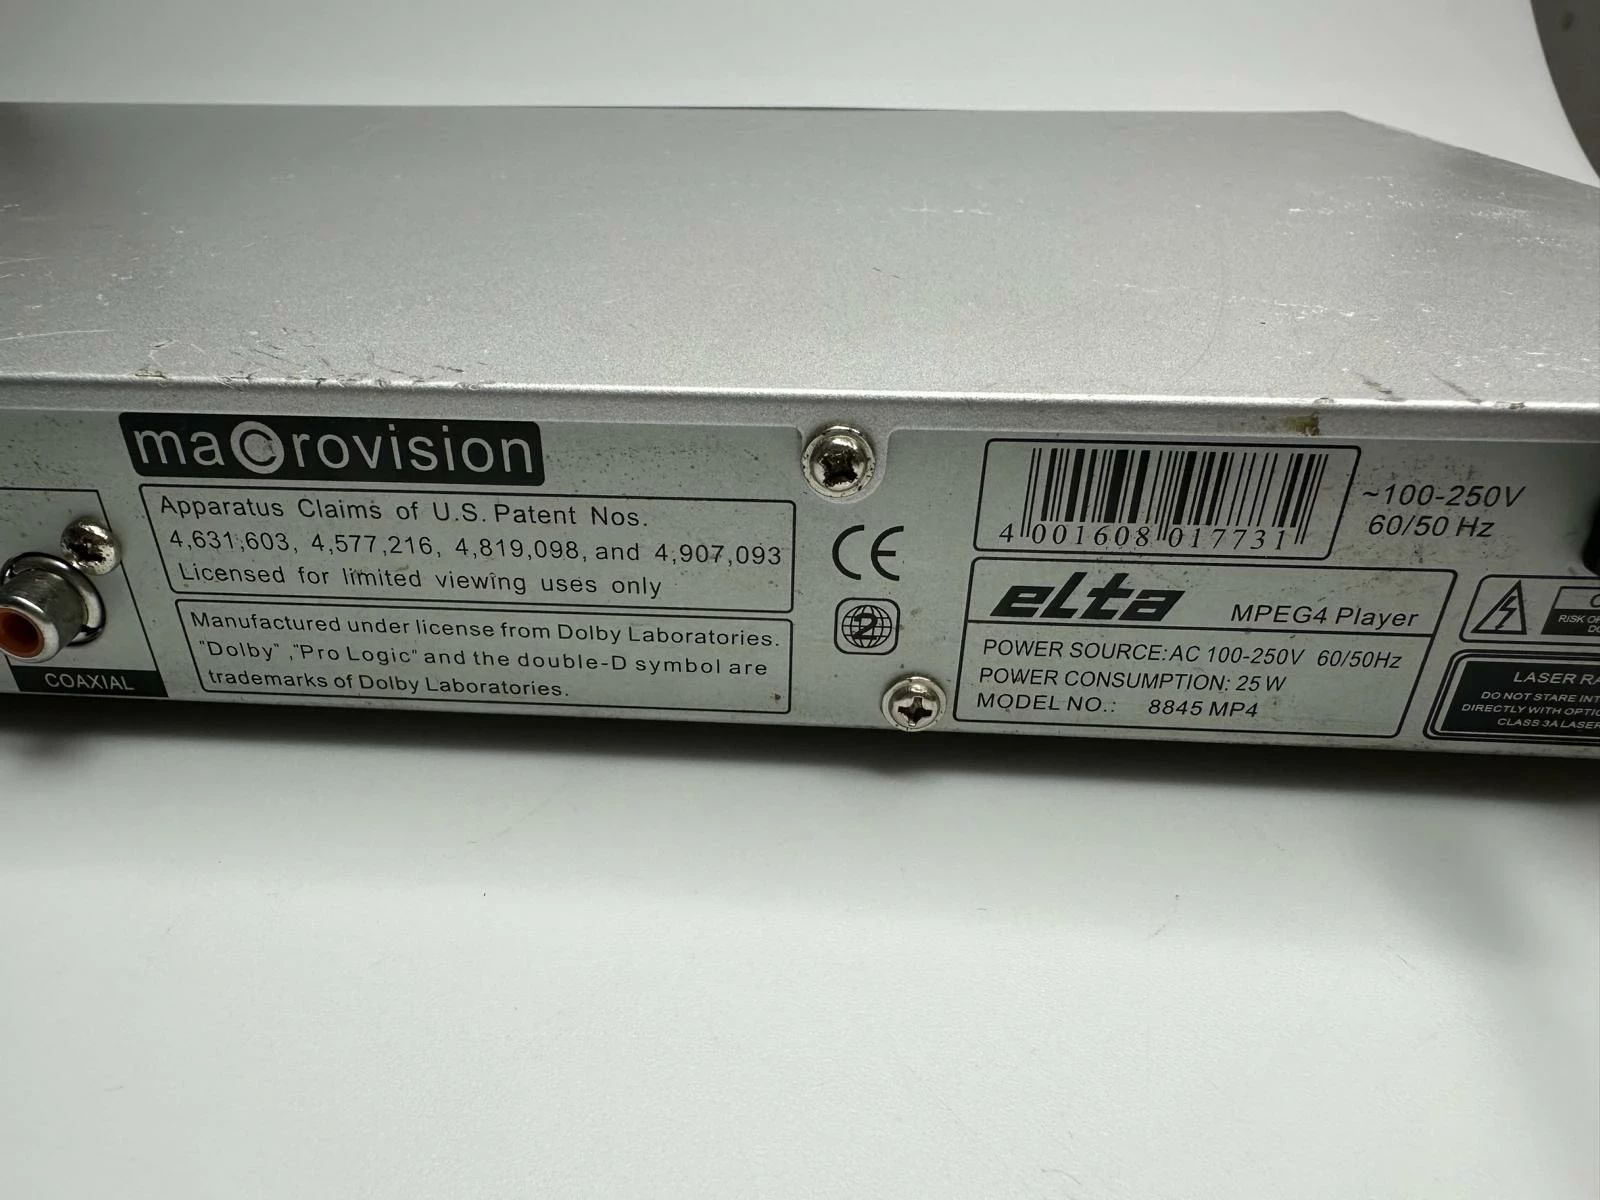 macrovision
Apparatus Claims of U.S. Patent Nos.
4,631,603, 4,577,216, 4,819,098, and 4,907,093
Licensed for limited viewing uses only
Manufactured under license from Dolby Laboratories.
"Dolby" ,"Pro Logic" and the double-D symbol are
trademarks of Dolby Laboratories.
COAXIAL
CE
2
4 001608 017731
~100-250V
60/50 Hz
elta MPEG4 Player
POWER SOURCE: AC 100-250V 60/50Hz
POWER CONSUMPTION: 25 W
MODEL NO.: 8845 MP4
RISK
LASER
DO NOT STARE
DIRECTLY WITH
CLASS 3A LASER